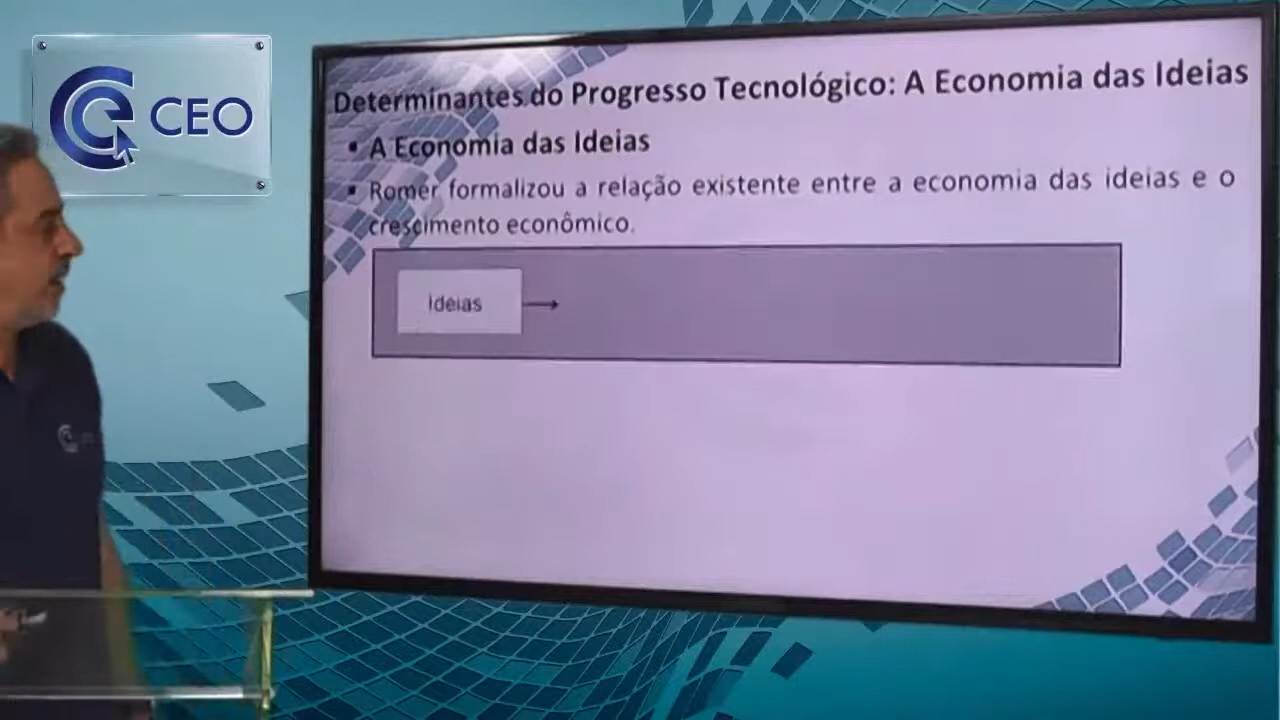 CEO
Determinantes do Progresso Tecnológico: A Economia das Ideias
▪ A Economia das Ideias
▪ Romer formalizou a relação existente entre a economia das ideias e o
crescimento econômico.
Ideias